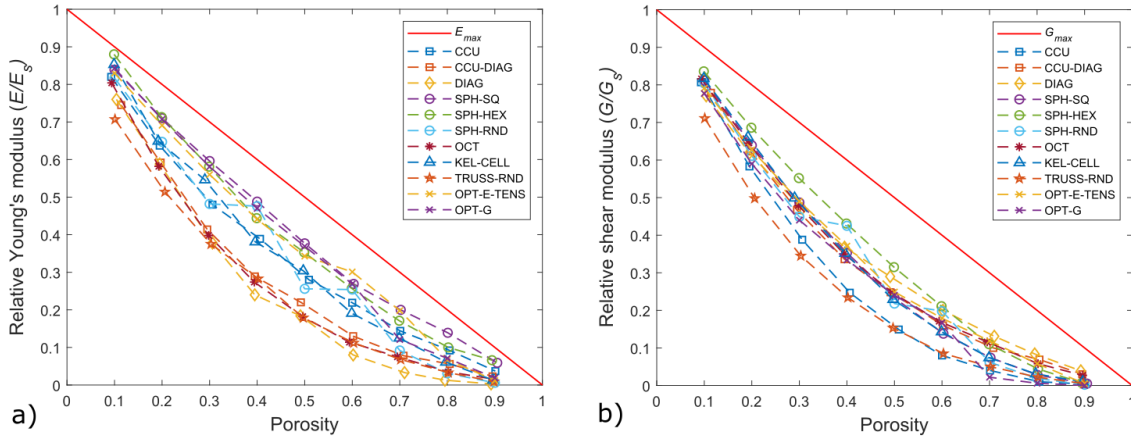 1
0.9
0.8
0.7
0.6
0.5
0.4
0.3
0.2
0.1
0
Relative Young's modulus (E/E_s)
E_max
CCU
CCU-DIAG
DIAG
SPH-SQ
SPH-HEX
SPH-RND
OCT
KEL-CELL
TRUSS-RND
OPT-E-TENS
OPT-G
0 0.1 0.2 0.3 0.4 0.5 0.6 0.7 0.8 0.9 1
Porosity
a)
1
0.9
0.8
0.7
0.6
0.5
0.4
0.3
0.2
0.1
0
Relative shear modulus (G/G_s)
G_max
CCU
CCU-DIAG
DIAG
SPH-SQ
SPH-HEX
SPH-RND
OCT
KEL-CELL
TRUSS-RND
OPT-E-TENS
OPT-G
0 0.1 0.2 0.3 0.4 0.5 0.6 0.7 0.8 0.9 1
Porosity
b)